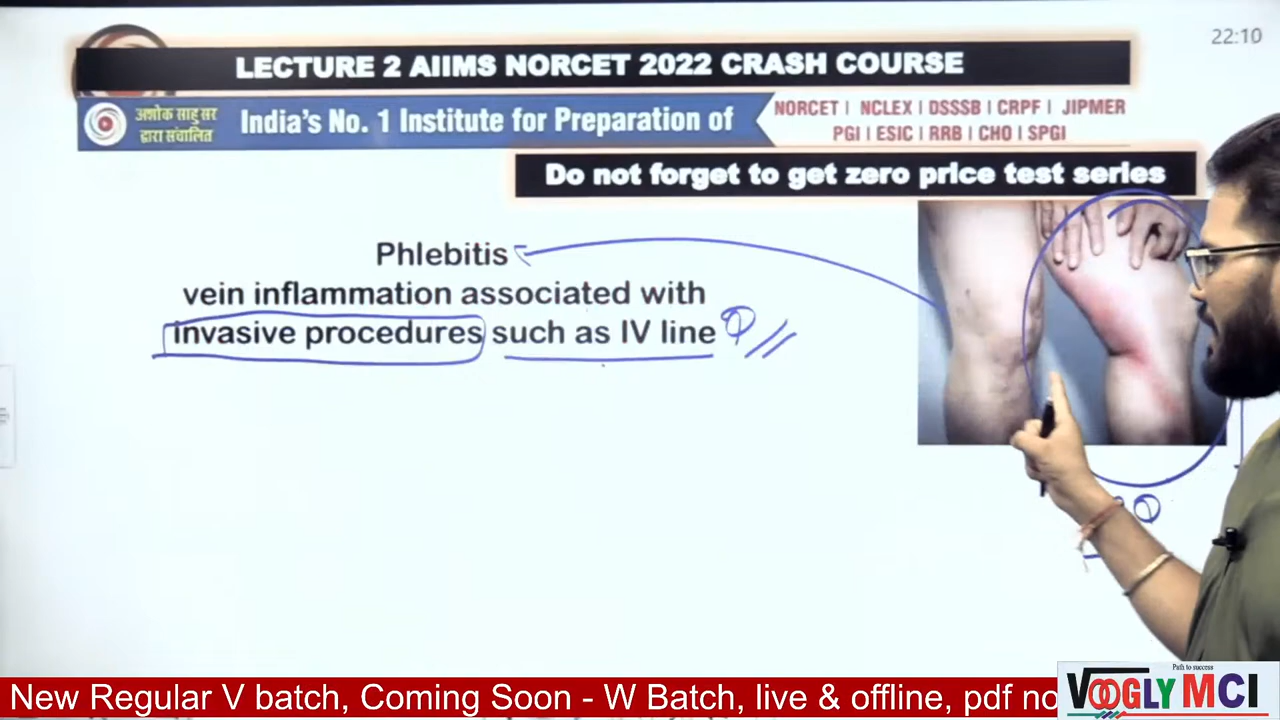 22:10
LECTURE 2 AIIMS NORCET 2022 CRASH COURSE
अशोक साहु सर
द्वारा संचालित
India's No. 1 Institute for Preparation of
NORCET | NCLEX | DSSSB | CRPF | JIPMER
PGI | ESIC | RRB | CHO | SPGI
Do not forget to get zero price test series
Phlebitis
vein inflammation associated with
invasive procedures such as IV line
Path to success
VOOGLY MCI
New Regular V batch, Coming Soon - W Batch, live & offline, pdf no